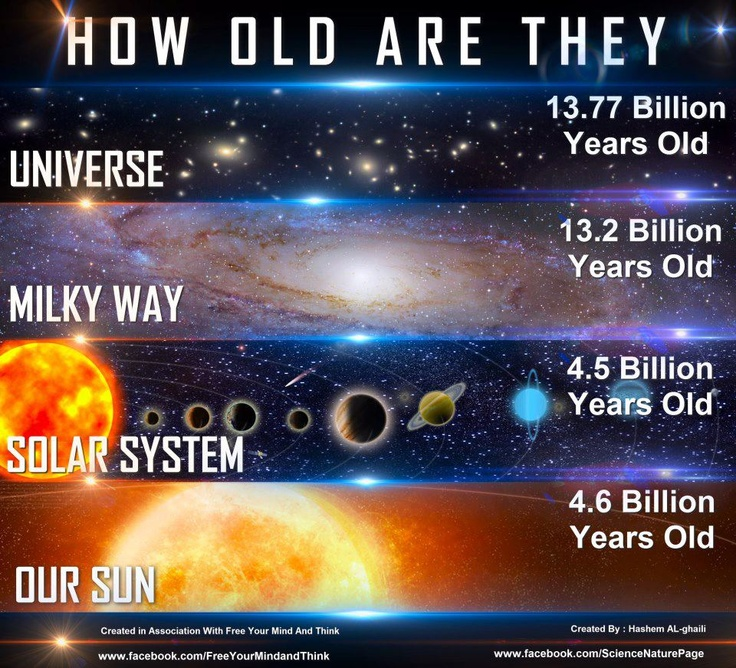 HOW OLD ARE THEY
13.77 Billion
Years Old
UNIVERSE
13.2 Billion
Years Old
MILKY WAY
4.5 Billion
Years Old
SOLAR SYSTEM
4.6 Billion
Years Old
OUR SUN
Created in Association With Free Your Mind And Think
Created By : Hashem AL-ghaili
www.facebook.com/FreeYourMindandThink
www.facebook.com/ScienceNaturePage